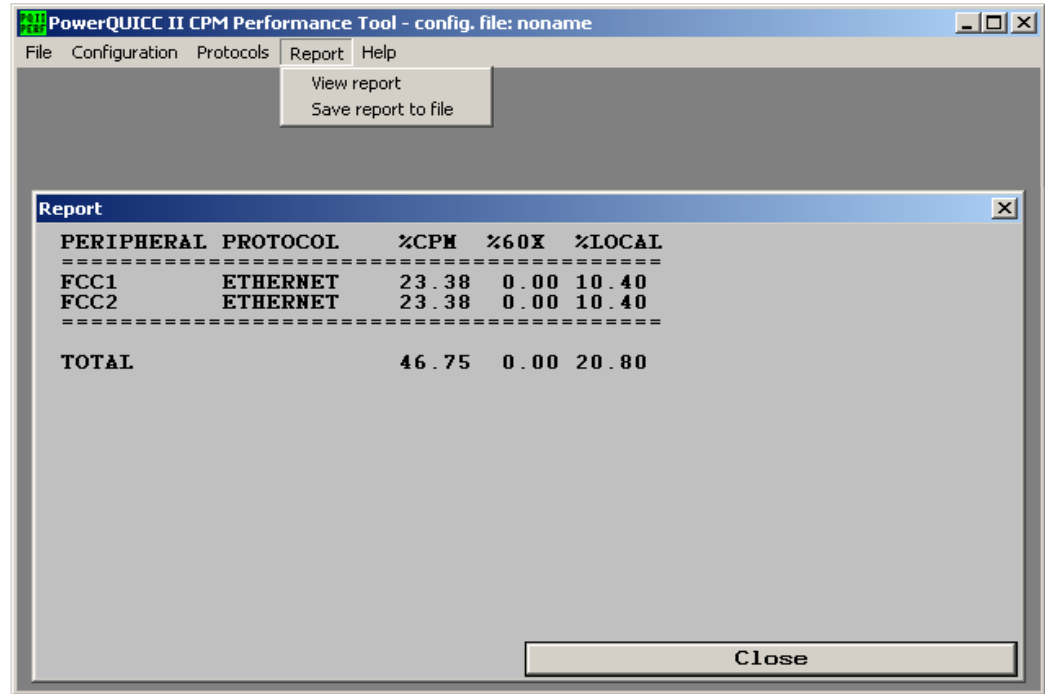 PowerQUICC II CPM Performance Tool - config. file: noname
File Configuration Protocols Report Help
View report
Save report to file
Report
PERIPHERAL PROTOCOL %CPM %60X %LOCAL
=========================================
FCC1 ETHERNET 23.38 0.00 10.40
FCC2 ETHERNET 23.38 0.00 10.40
=========================================
TOTAL 46.75 0.00 20.80
Close